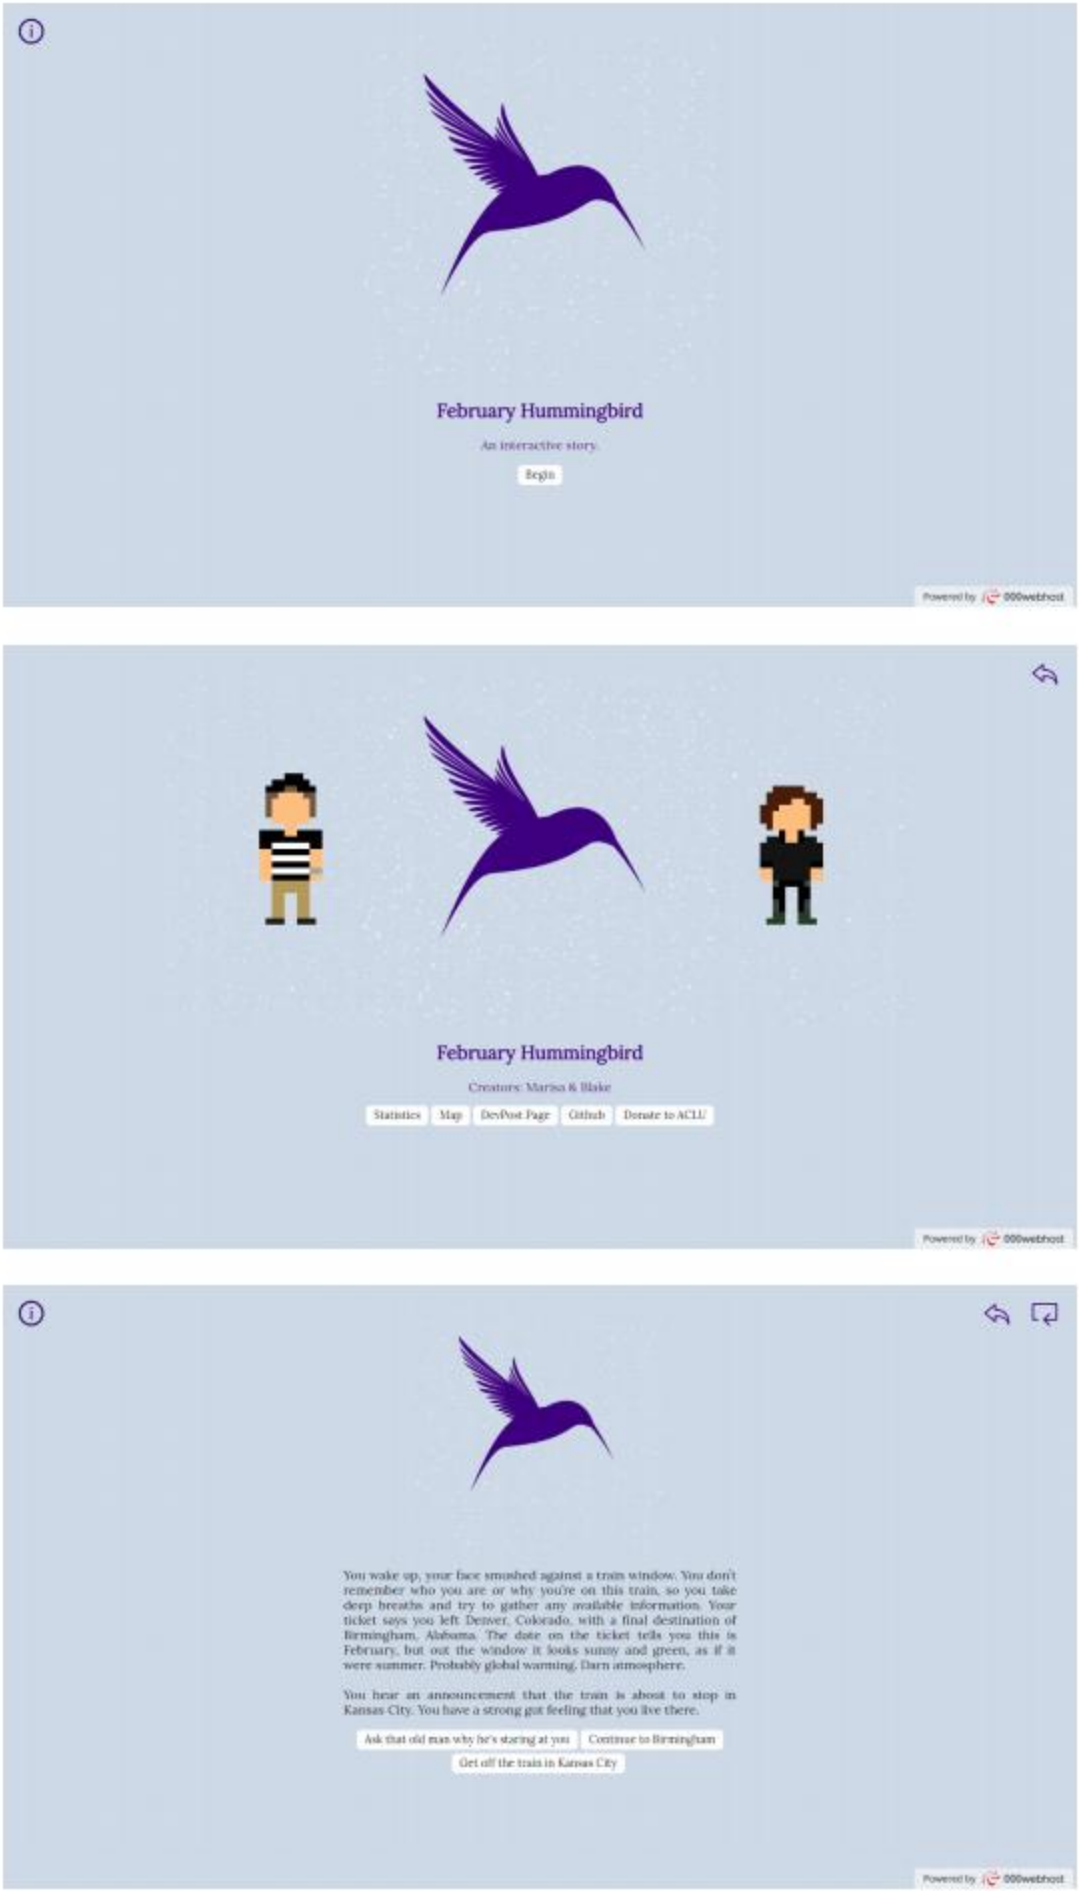 February Hummingbird
An interactive story.
Begin
Powered by 000webhost
February Hummingbird
Creators: Marisa & Blake
Statistics Map DevPost Page Github Donate to ACLU
Powered by 000webhost
You wake up, your face smushed against a train window. You don't
remember who you are or why you're on this train, so you take
deep breaths and try to gather any available information. Your
ticket says you left Denver, Colorado, with a final destination of
Birmingham, Alabama. The date on the ticket tells you this is
February, but out the window it looks sunny and green, as if it
were summer. Probably global warming. Darn atmosphere.
You hear an announcement that the train is about to stop in
Kansas City. You have a strong gut feeling that you live there.
Ask that old man why he's staring at you Continue to Birmingham
Get off the train in Kansas City
Powered by 000webhost